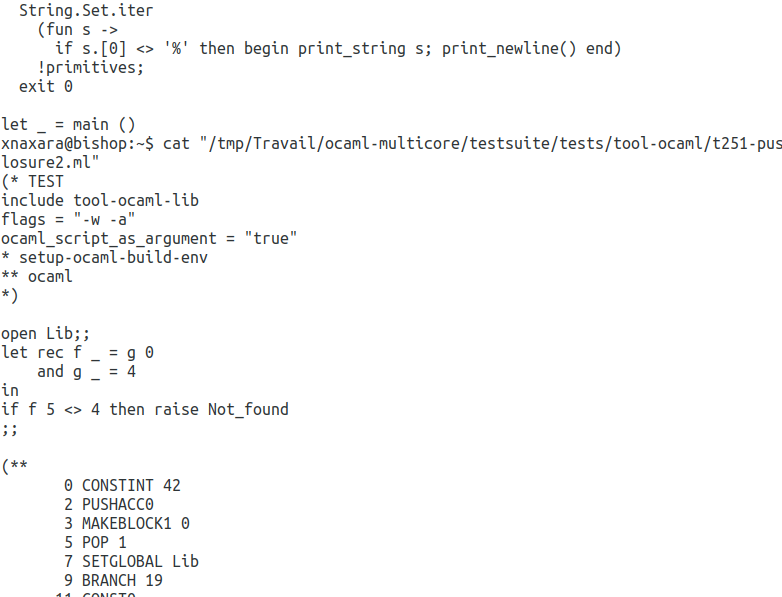 String.Set.iter
    (fun s ->
      if s.[0] <> '%' then begin print_string s; print_newline() end)
    !primitives;
  exit 0

let _ = main ()
xnaxara@bishop:~$ cat "/tmp/Travail/ocaml-multicore/testsuite/tests/tool-ocaml/t251-pus
losure2.ml"
(* TEST
include tool-ocaml-lib
flags = "-w -a"
ocaml_script_as_argument = "true"
* setup-ocaml-build-env
** ocaml
*)

open Lib;;
let rec f _ = g 0
    and g _ = 4
in
if f 5 <> 4 then raise Not_found
;;

(**
       0 CONSTINT 42
       2 PUSHACC0
       3 MAKEBLOCK1 0
       5 POP 1
       7 SETGLOBAL Lib
       9 BRANCH 19
      11 CONST0